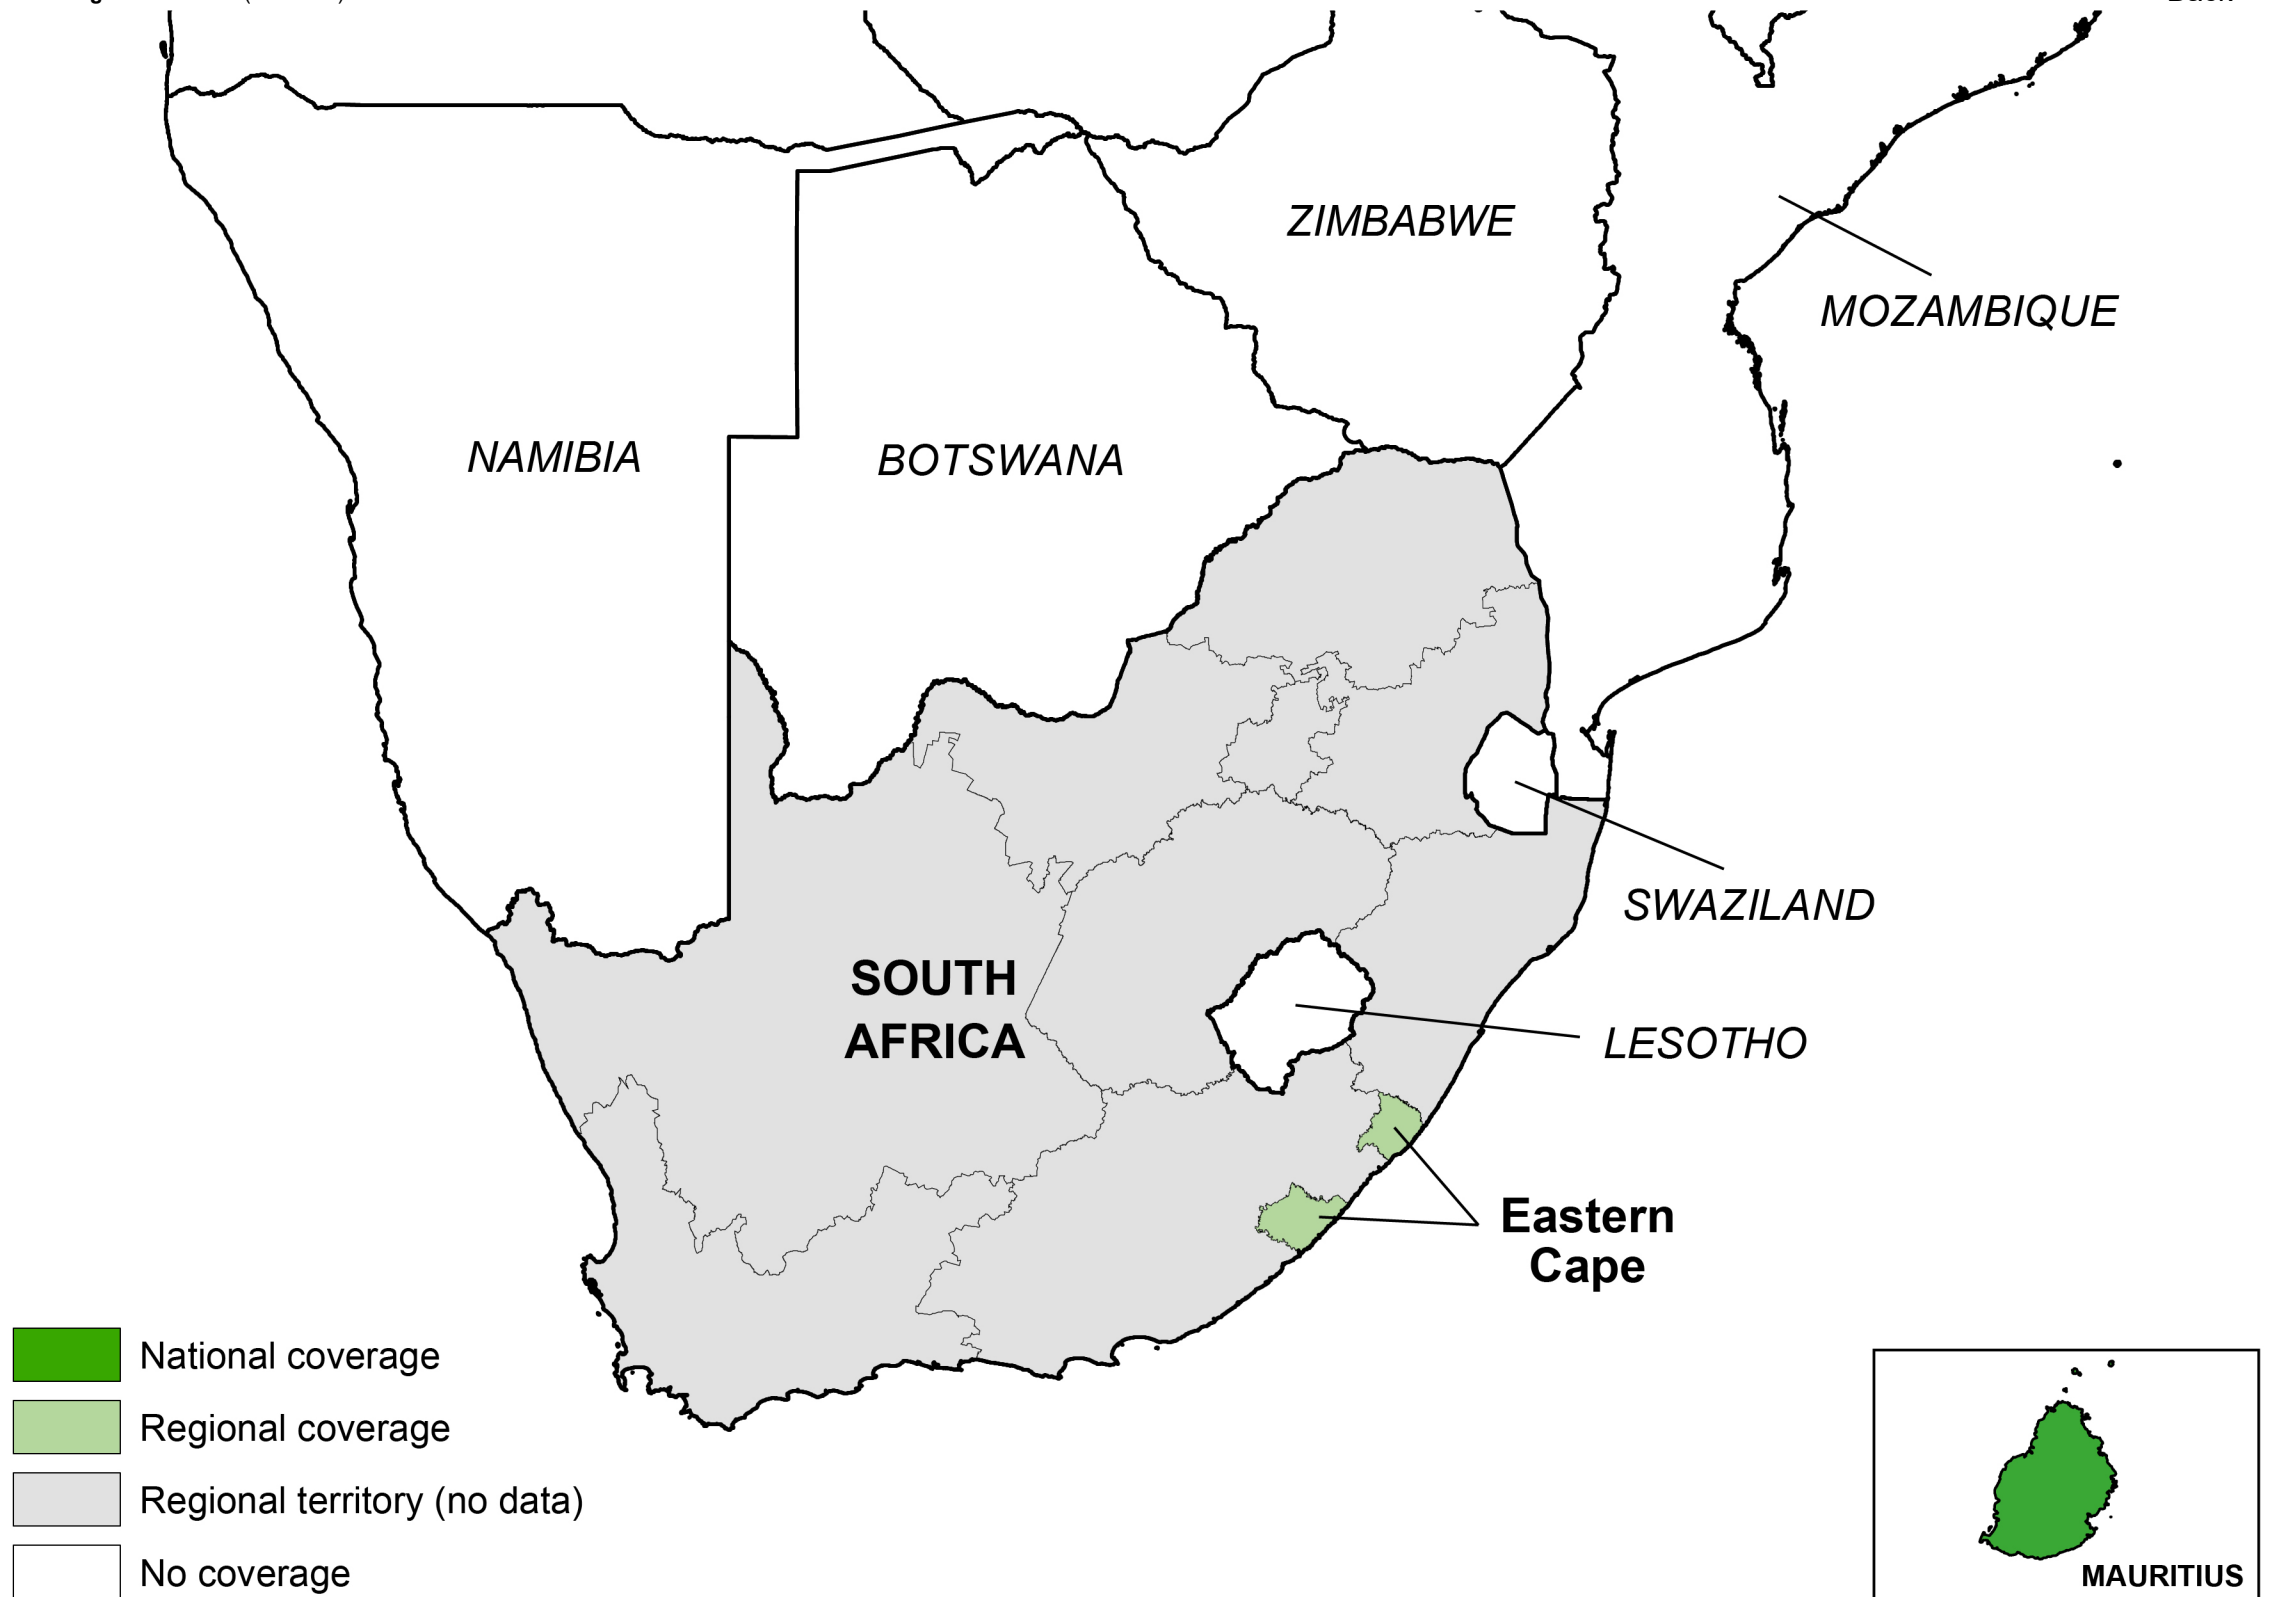 ZIMBABWE
MOZAMBIQUE
NAMIBIA
BOTSWANA
SWAZILAND
SOUTH
AFRICA
LESOTHO
Eastern
Cape
National coverage
Regional coverage
Regional territory (no data)
No coverage
MAURITIUS